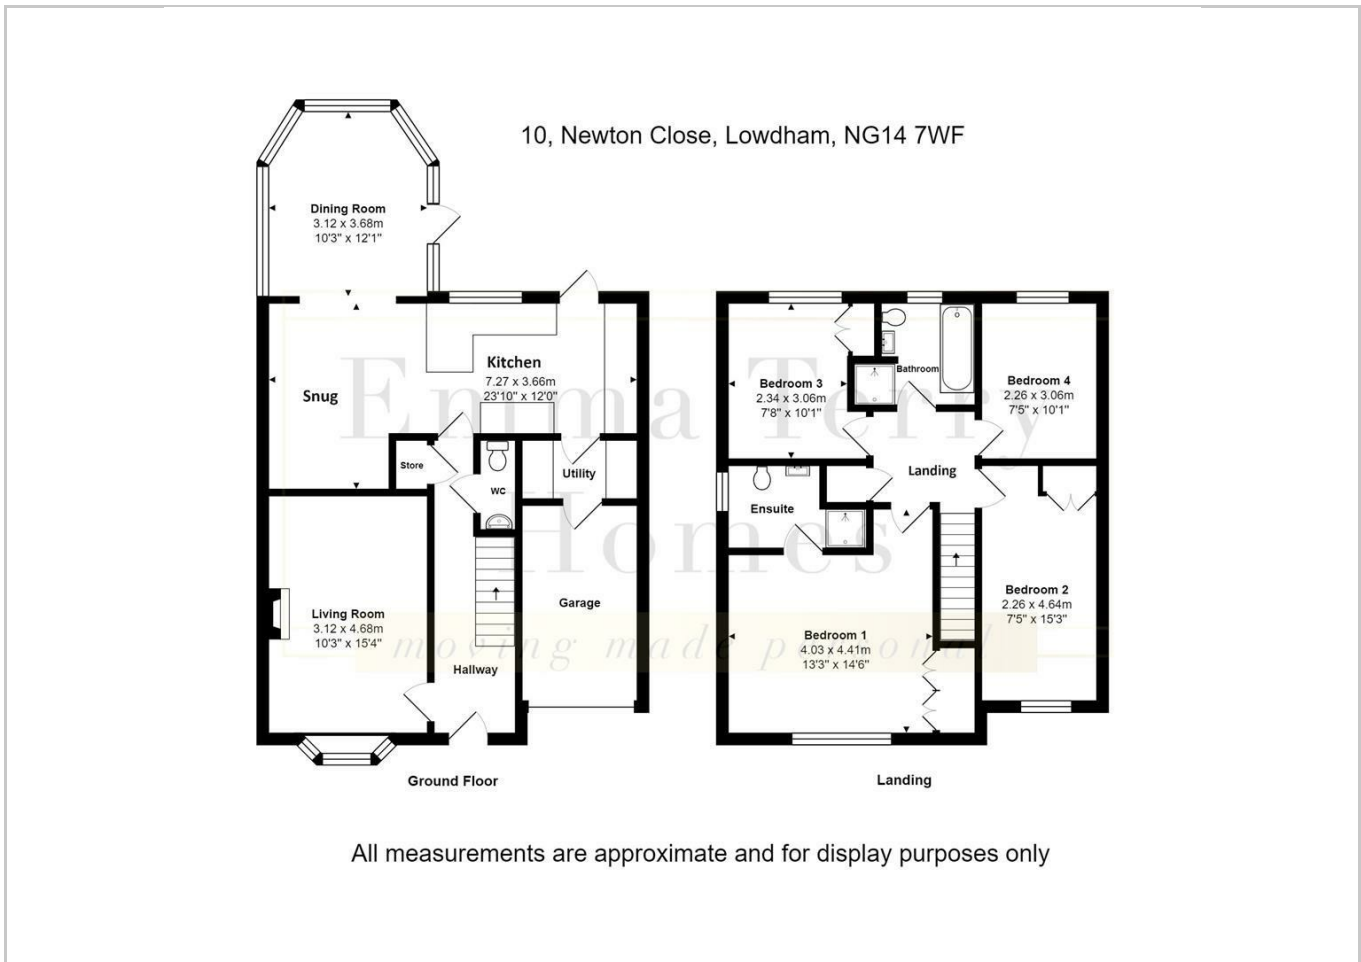 10, Newton Close, Lowdham, NG14 7WF
Dining Room
3.12 x 3.68m
10'3" x 12'1"
Kitchen
7.27 x 3.66m
23'10" x 12'0"
Snug
Store
WC
Utility
Living Room
3.12 x 4.68m
10'3" x 15'4"
Hallway
Garage
Ground Floor
Bedroom 3
2.34 x 3.06m
7'8" x 10'1"
Bathroom
Bedroom 4
2.26 x 3.06m
7'5" x 10'1"
Landing
Ensuite
Bedroom 1
4.03 x 4.41m
13'3" x 14'6"
Bedroom 2
2.26 x 4.64m
7'5" x 15'3"
Landing
Emma Terry
Homes
moving made personal
All measurements are approximate and for display purposes only